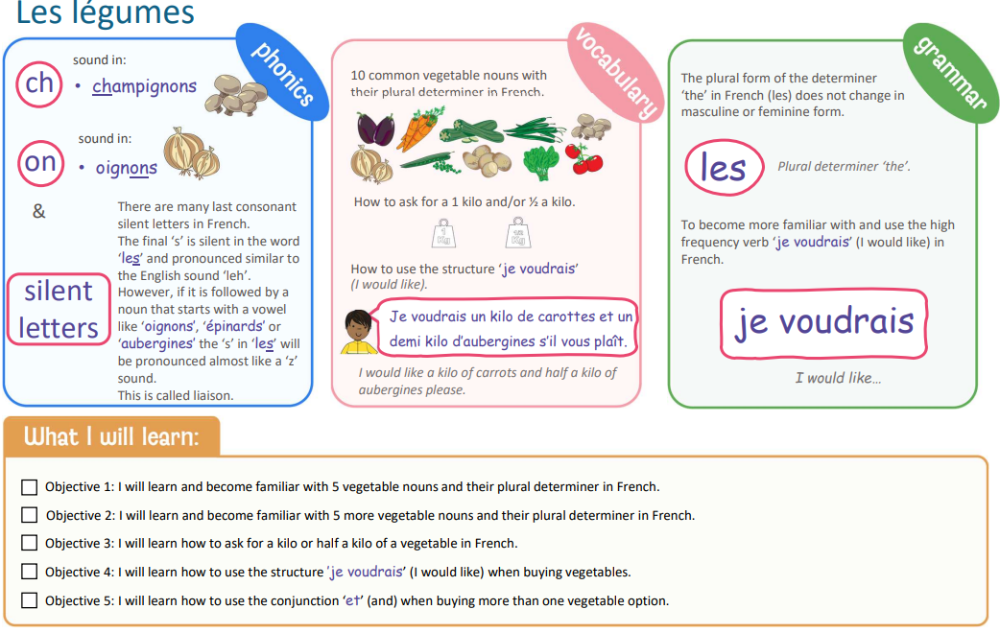 Les légumes
phonics
ch
sound in:
• champignons
on
sound in:
• oignons
&
silent
letters
There are many last consonant
silent letters in French.
The final ‘s’ is silent in the word
‘les’ and pronounced similar to
the English sound ‘leh’.
However, if it is followed by a
noun that starts with a vowel
like ‘oignons’, ‘épinards’ or
‘aubergines’ the ‘s’ in ‘les’ will
be pronounced almost like a ‘z’
sound.
This is called liaison.
vocabulary
10 common vegetable nouns with
their plural determiner in French.
How to ask for a 1 kilo and/or ½ a kilo.
1
Kg
1/2
Kg
How to use the structure ‘je voudrais’
(I would like).
Je voudrais un kilo de carottes et un
demi kilo d’aubergines s’il vous plaît.
I would like a kilo of carrots and half a kilo of
aubergines please.
grammar
The plural form of the determiner
‘the’ in French (les) does not change in
masculine or feminine form.
les
Plural determiner ‘the’.
To become more familiar with and use the high
frequency verb ‘je voudrais’ (I would like) in
French.
je voudrais
I would like…
What I will learn:
Objective 1: I will learn and become familiar with 5 vegetable nouns and their plural determiner in French.
Objective 2: I will learn and become familiar with 5 more vegetable nouns and their plural determiner in French.
Objective 3: I will learn how to ask for a kilo or half a kilo of a vegetable in French.
Objective 4: I will learn how to use the structure ‘je voudrais’ (I would like) when buying vegetables.
Objective 5: I will learn how to use the conjunction ‘et’ (and) when buying more than one vegetable option.